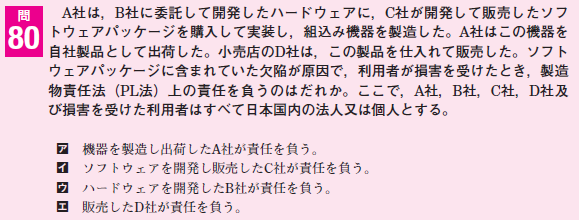 問
80
A社は，B社に委託して開発したハードウェアに，C社が開発して販売したソフ
トウェアパッケージを購入して実装し，組込み機器を製造した。A社はこの機器を
自社製品として出荷した。小売店のD社は，この製品を仕入れて販売した。ソフト
ウェアパッケージに含まれていた欠陥が原因で，利用者が損害を受けたとき，製造
物責任法（PL法）上の責任を負うのはだれか。ここで，A社，B社，C社，D社及
び損害を受けた利用者はすべて日本国内の法人又は個人とする。
ア 機器を製造し出荷したA社が責任を負う。
イ ソフトウェアを開発し販売したC社が責任を負う。
ウ ハードウェアを開発したB社が責任を負う。
エ 販売したD社が責任を負う。